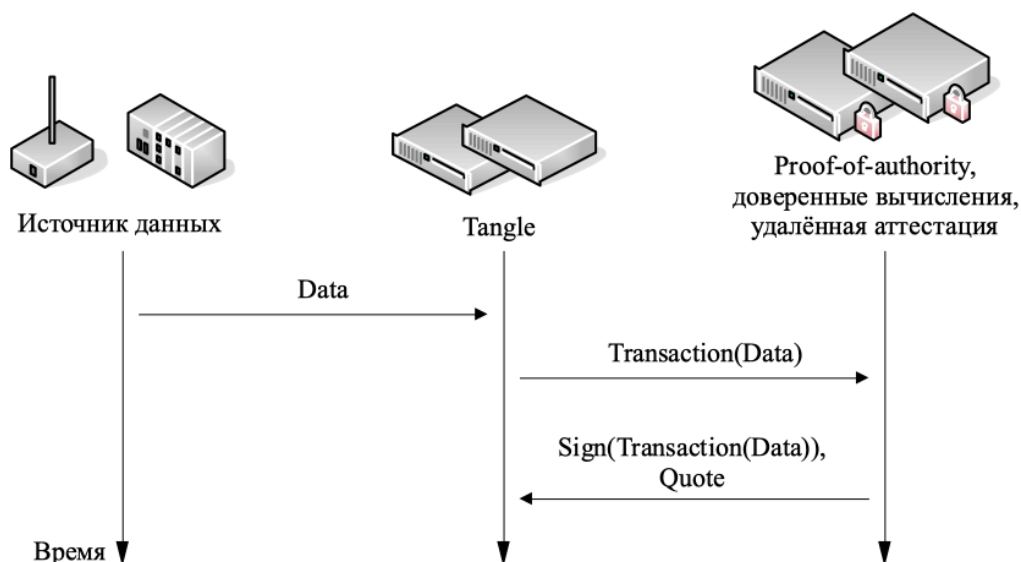 Источник данных
Tangle
Proof-of-authority,
доверенные вычисления,
удалённая аттестация
Data
Transaction(Data)
Sign(Transaction(Data)),
Quote
Время